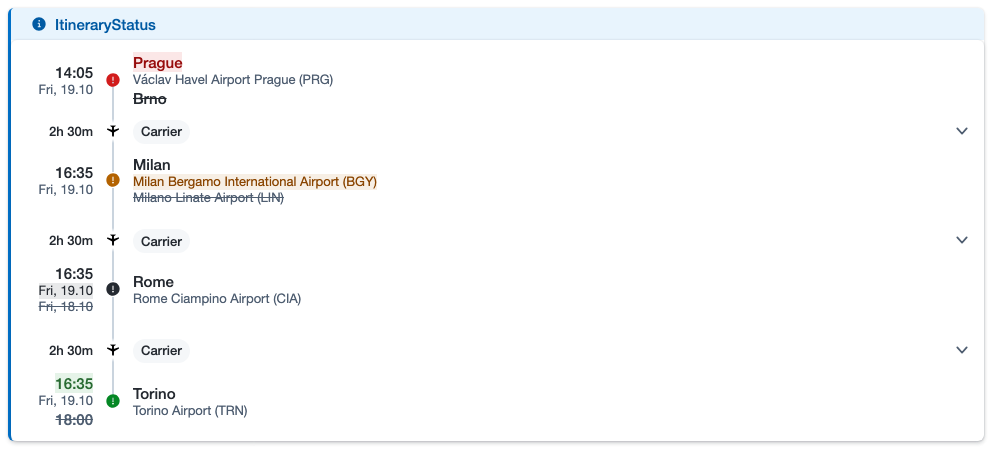 ItineraryStatus
14:05
Fri, 19.10
Prague
Václav Havel Airport Prague (PRG)
Brno
2h 30m
Carrier
16:35
Fri, 19.10
Milan
Milan Bergamo International Airport (BGY)
Milano Linate Airport (LIN)
2h 30m
Carrier
16:35
Fri, 19.10
Fri, 18.10
Rome
Rome Ciampino Airport (CIA)
2h 30m
Carrier
16:35
Fri, 19.10
18:00
Torino
Torino Airport (TRN)